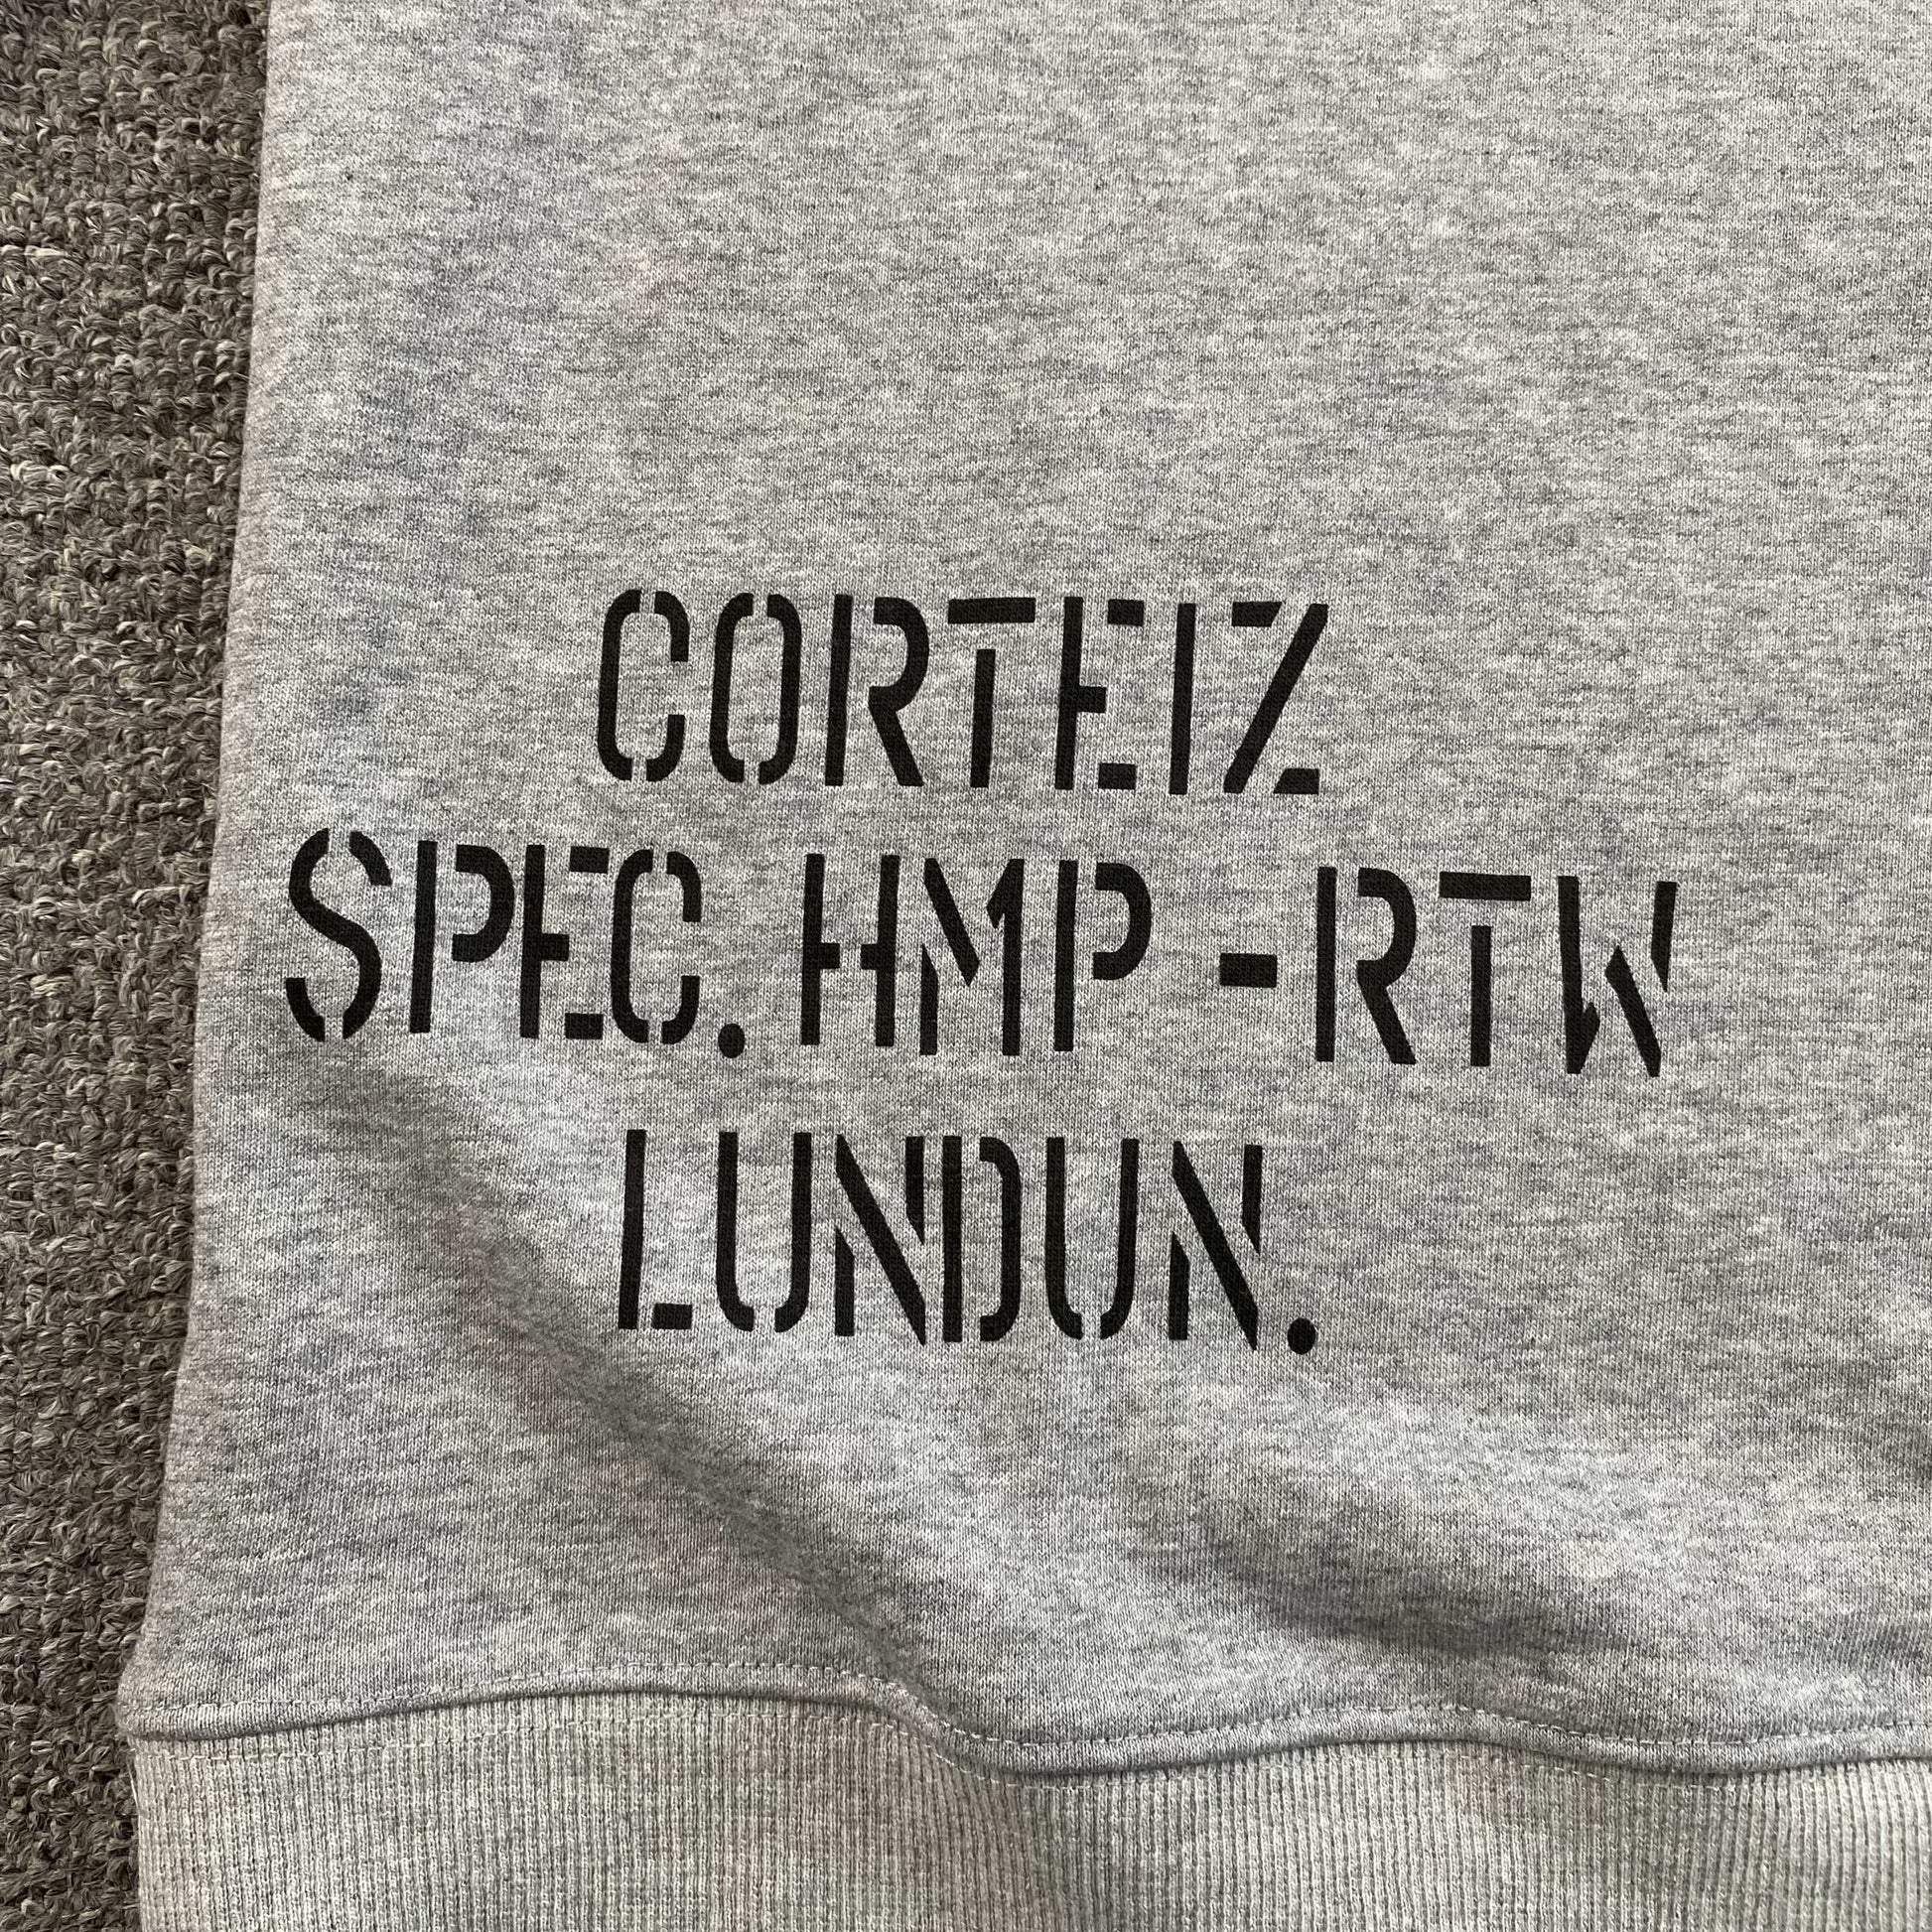 CORTEIZ
SPEC. HMP -RTW
LUNDUN.